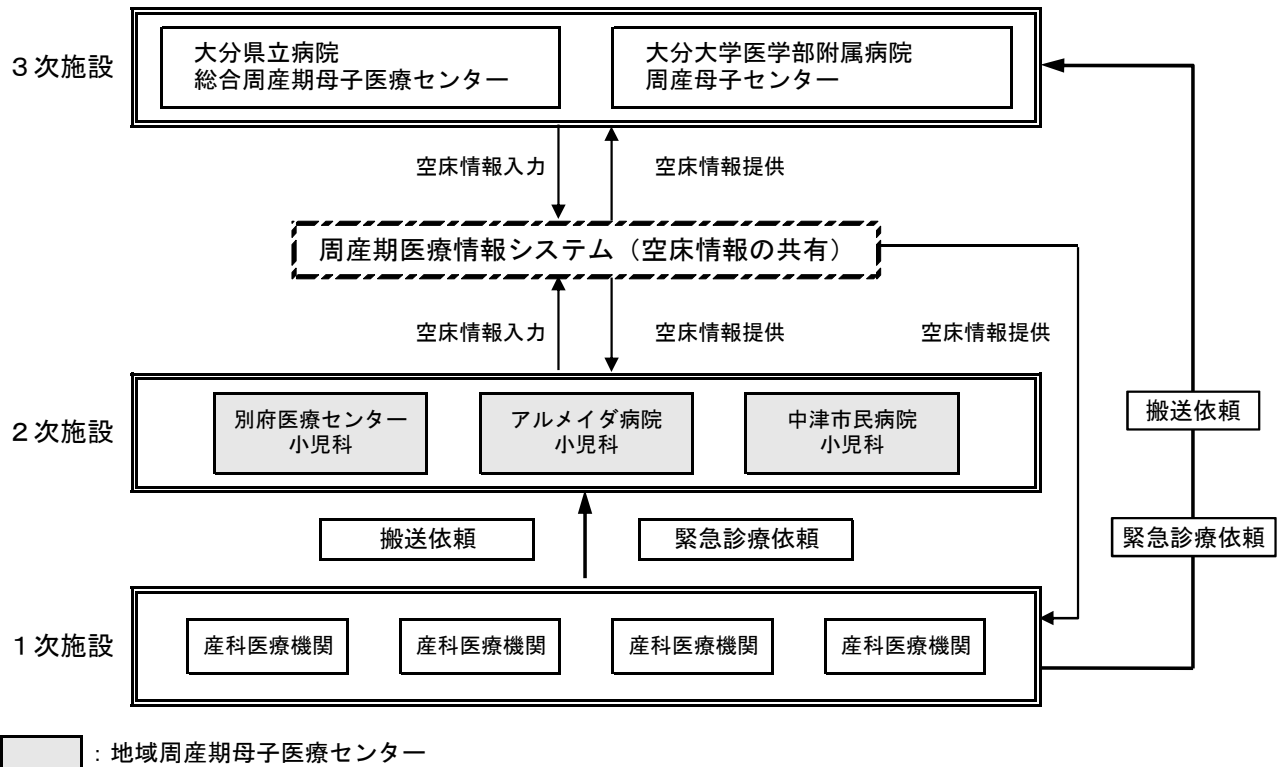 3次施設
大分県立病院
総合周産期母子医療センター
大分大学医学部附属病院
周産母子センター
空床情報入力
空床情報提供
周産期医療情報システム（空床情報の共有）
空床情報入力
空床情報提供
空床情報提供
2次施設
別府医療センター
小児科
アルメイダ病院
小児科
中津市民病院
小児科
搬送依頼
搬送依頼
緊急診療依頼
緊急診療依頼
1次施設
産科医療機関
産科医療機関
産科医療機関
産科医療機関
：地域周産期母子医療センター